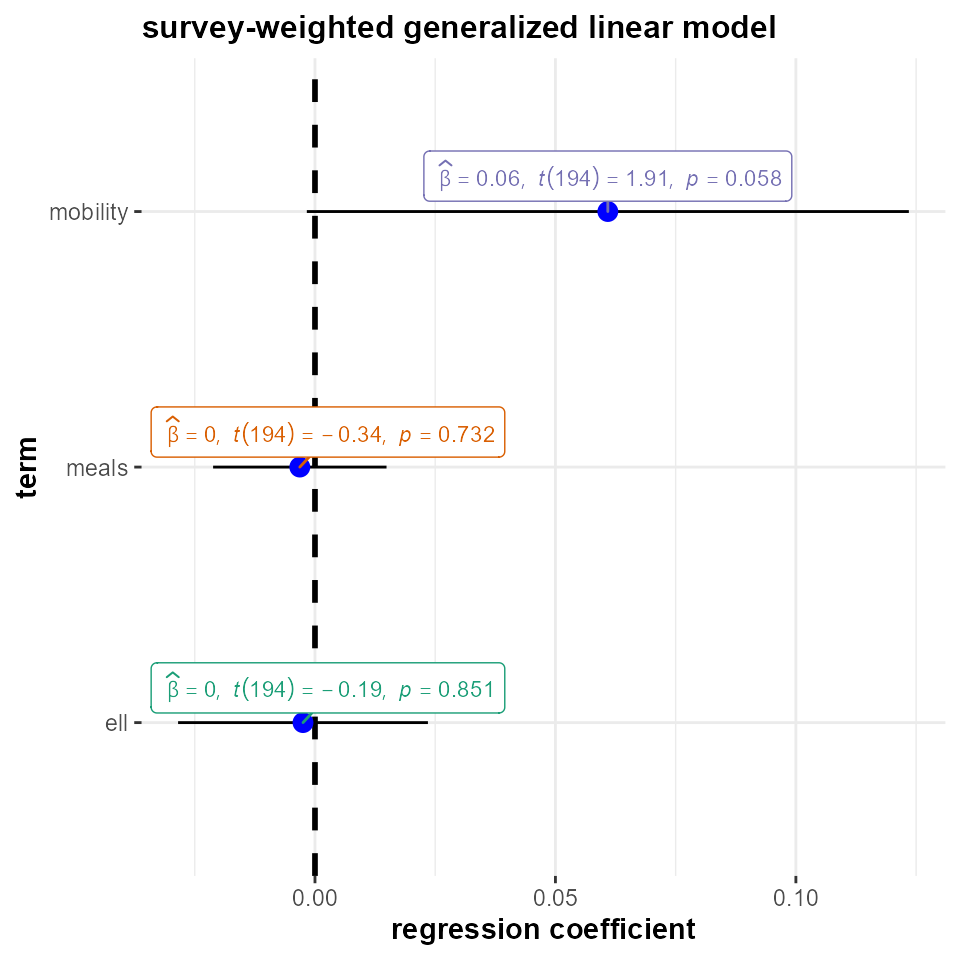 survey-weighted generalized linear model
β̂ = 0.06, t(194) = 1.91, p = 0.058
mobility
β̂ = 0, t(194) = − 0.34, p = 0.732
meals
term
β̂ = 0, t(194) = − 0.19, p = 0.851
ell
0.00 0.05 0.10
regression coefficient